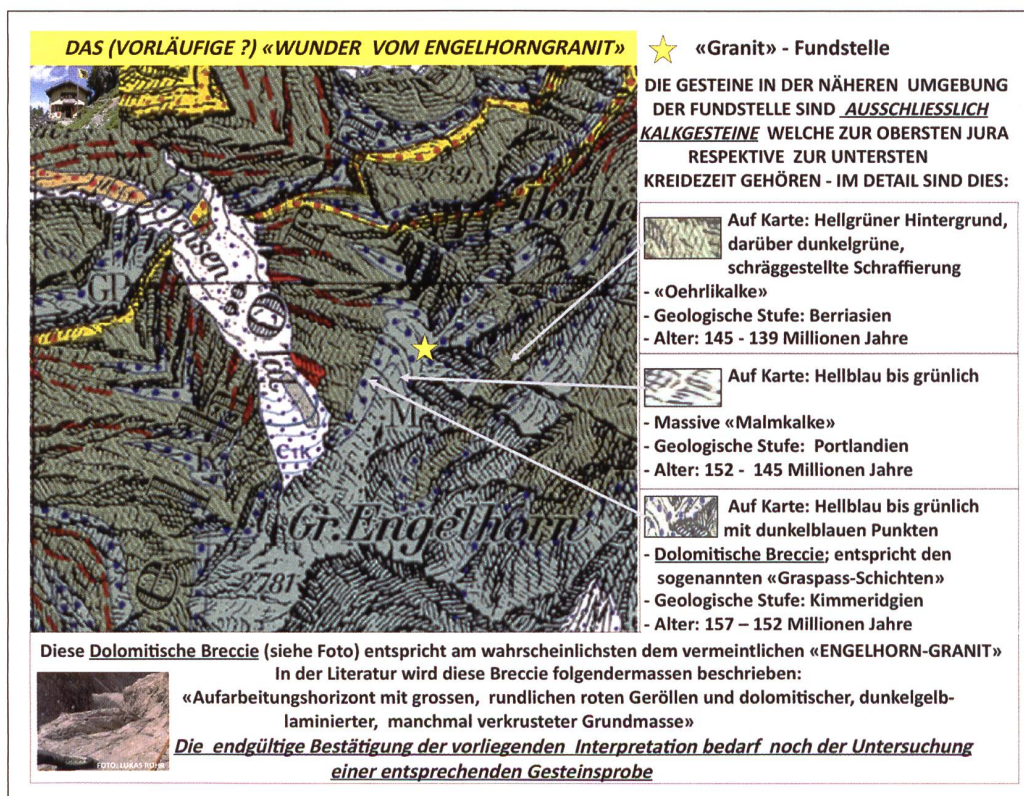 DAS (VORLÄUFIGE ?) «WUNDER VOM ENGELHORNGRANIT»
«Granit» - Fundstelle
DIE GESTEINE IN DER NÄHEREN UMGEBUNG
DER FUNDSTELLE SIND AUSSCHLIESSLICH
KALKGESTEINE WELCHE ZUR OBERSTEN JURA
RESPEKTIVE ZUR UNTERSTEN
KREIDEZEIT GEHÖREN - IM DETAIL SIND DIES:
2639.
Hohja
Ochsen
GP
M
C1k
Gr. Engelhorn
2781
Auf Karte: Hellgrüner Hintergrund,
darüber dunkelgrüne,
schräggestellte Schraffierung
- «Oehrlikalke»
- Geologische Stufe: Berriasien
- Alter: 145 - 139 Millionen Jahre
Auf Karte: Hellblau bis grünlich
- Massive «Malmkalke»
- Geologische Stufe: Portlandien
- Alter: 152 - 145 Millionen Jahre
Auf Karte: Hellblau bis grünlich
mit dunkelblauen Punkten
- Dolomitische Breccie; entspricht den
sogenannten «Graspass-Schichten»
- Geologische Stufe: Kimmeridgien
- Alter: 157 – 152 Millionen Jahre
Diese Dolomitische Breccie (siehe Foto) entspricht am wahrscheinlichsten dem vermeintlichen «ENGELHORN-GRANIT»
In der Literatur wird diese Breccie folgendermassen beschrieben:
«Aufarbeitungshorizont mit grossen, rundlichen roten Geröllen und dolomitischer, dunkelgelb-
laminierter, manchmal verkrusteter Grundmasse»
Die endgültige Bestätigung der vorliegenden Interpretation bedarf noch der Untersuchung
einer entsprechenden Gesteinsprobe
FOTO: LUKAS ROHR